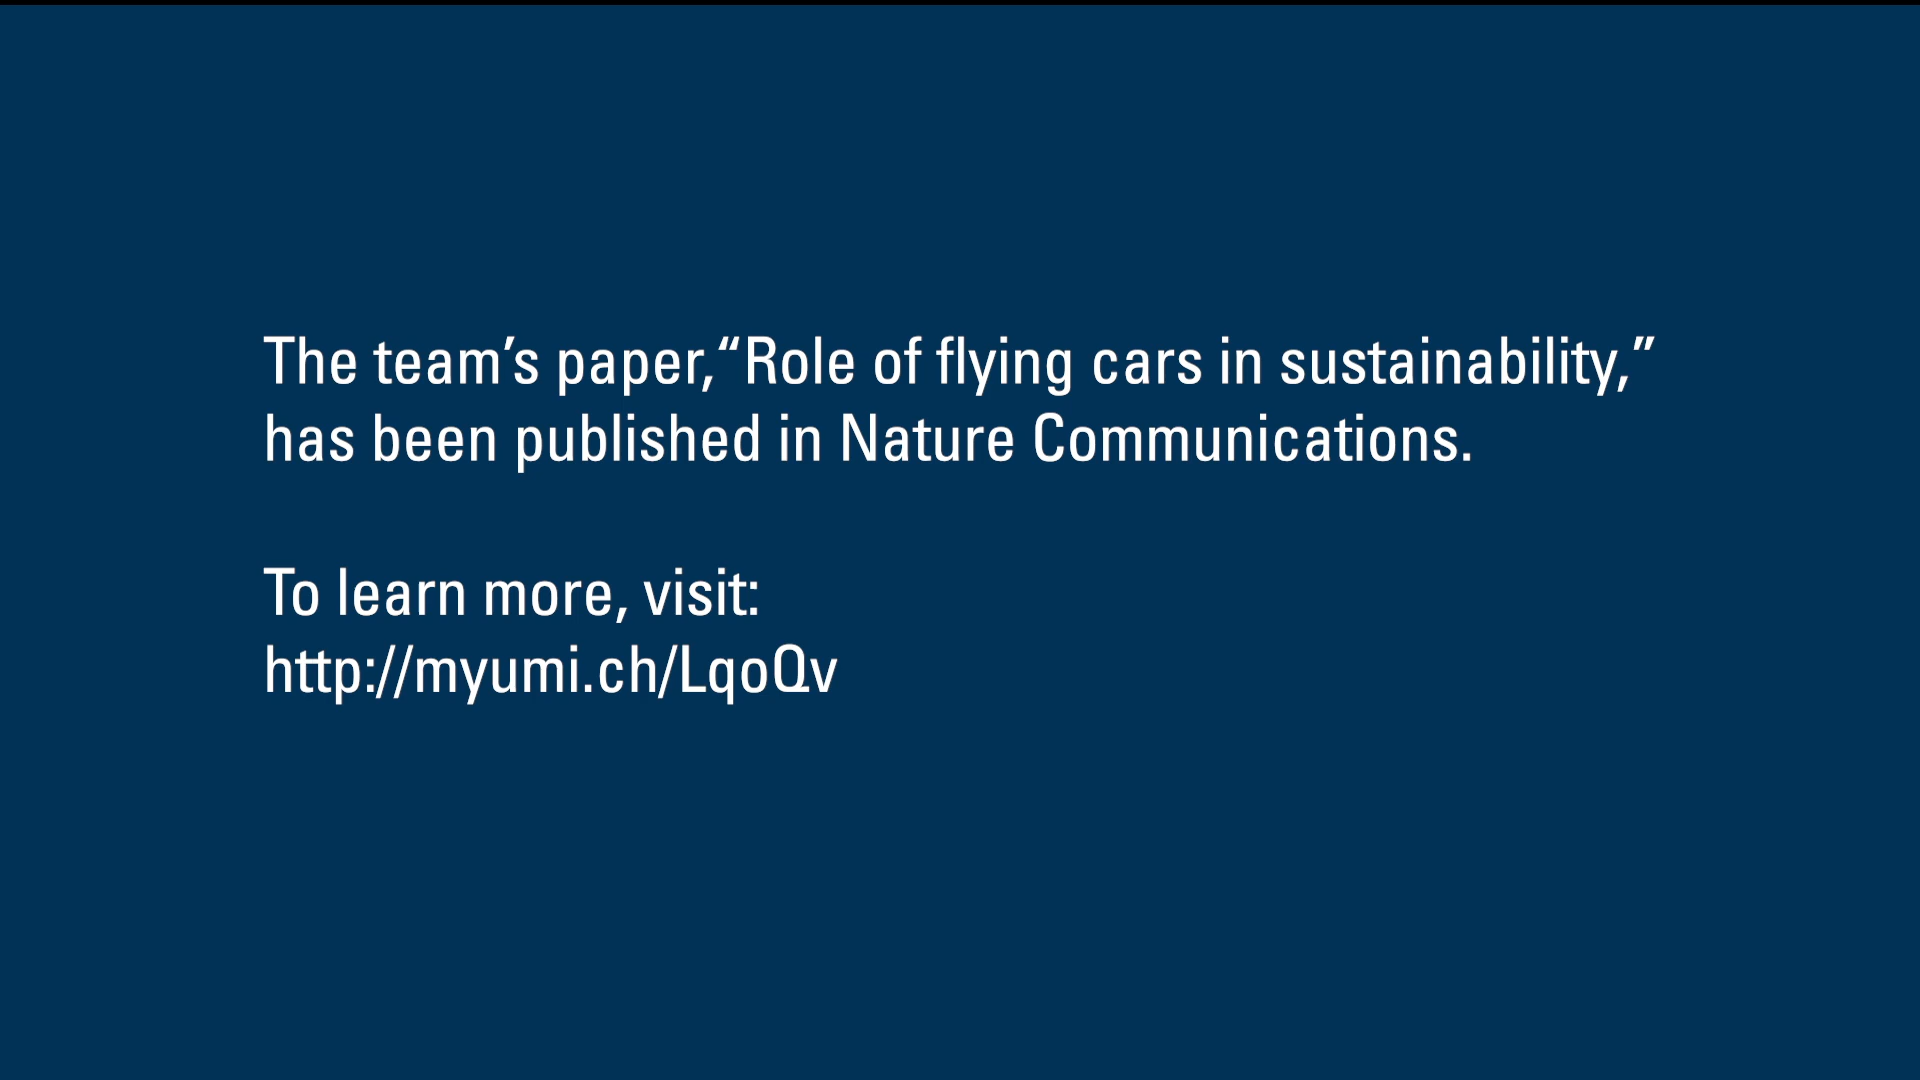 The team’s paper,“Role of flying cars in sustainability,”
has been published in Nature Communications.
To learn more, visit:
http://myumi.ch/LqoQv